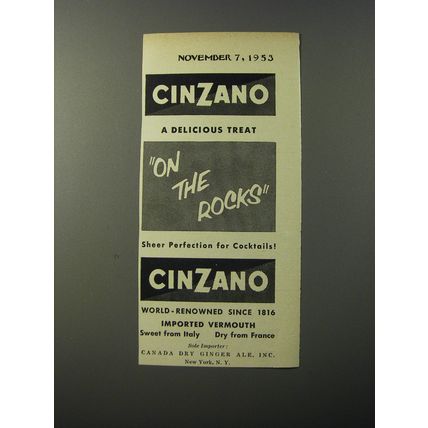 NOVEMBER 7, 1953
CINZANO
A DELICIOUS TREAT
"ON
THE
ROCKS"
Sheer Perfection for Cocktails!
CINZANO
WORLD-RENOWNED SINCE 1816
IMPORTED VERMOUTH
Sweet from Italy Dry from France
Sole Importer:
CANADA DRY GINGER ALE, INC.
New York, N. Y.